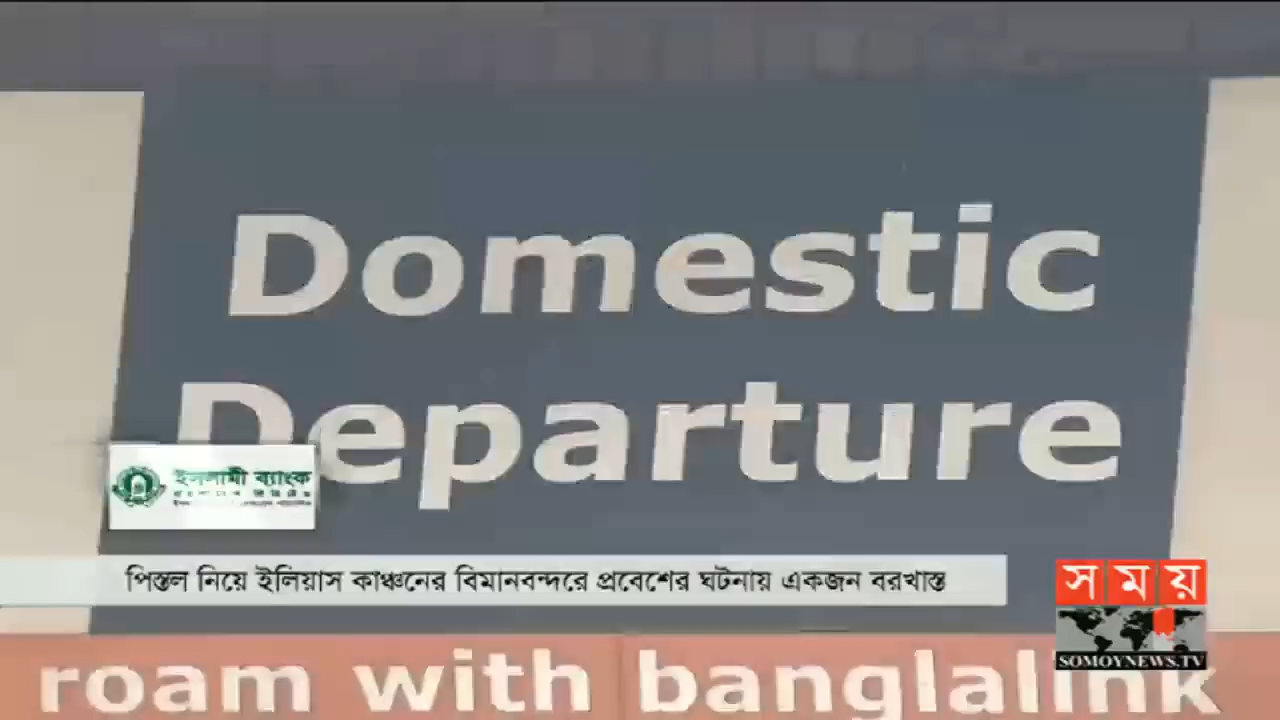 Domestic
Departure
ইসলামী ব্যাংক
পিস্তল নিয়ে ইলিয়াস কাঞ্চনের বিমানবন্দরে প্রবেশের ঘটনায় একজন বরখাস্ত
সময়
SOMOYNEWS.TV
roam with banglalink